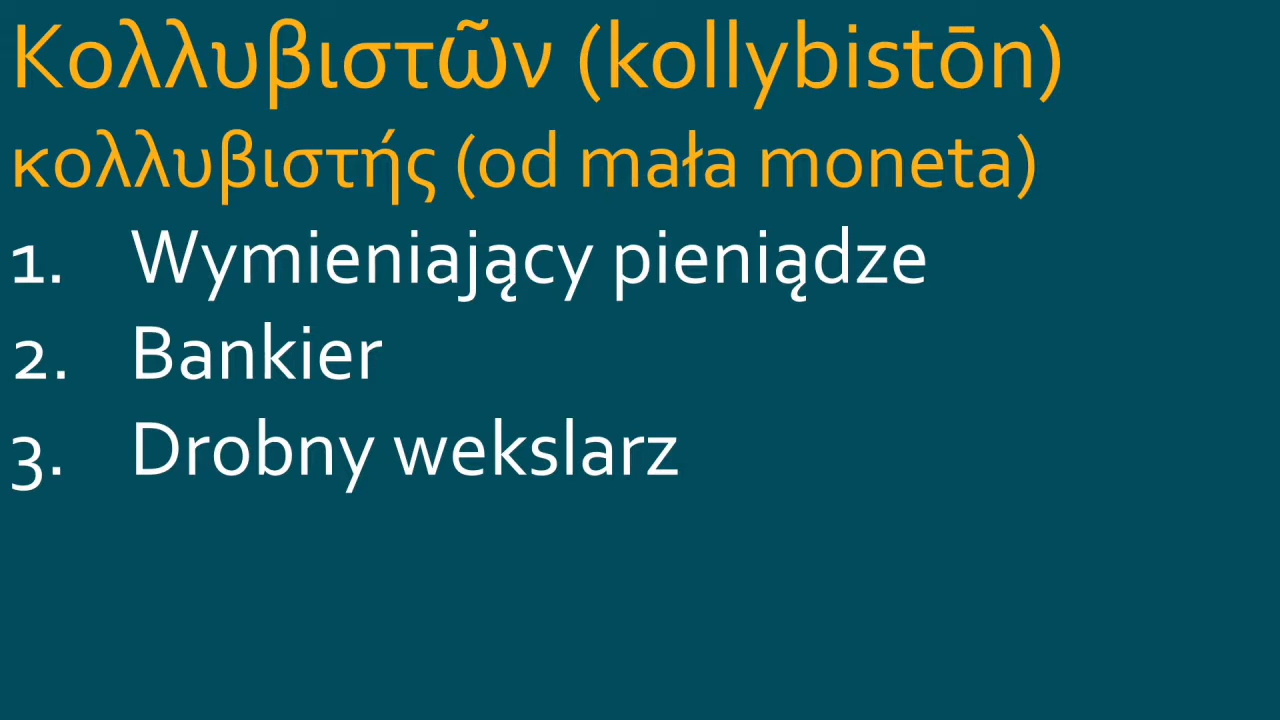 Κολλυβιστῶν (kollybistōn)
κολλυβιστής (od mała moneta)
1. Wymieniający pieniądze
2. Bankier
3. Drobny wekslarz